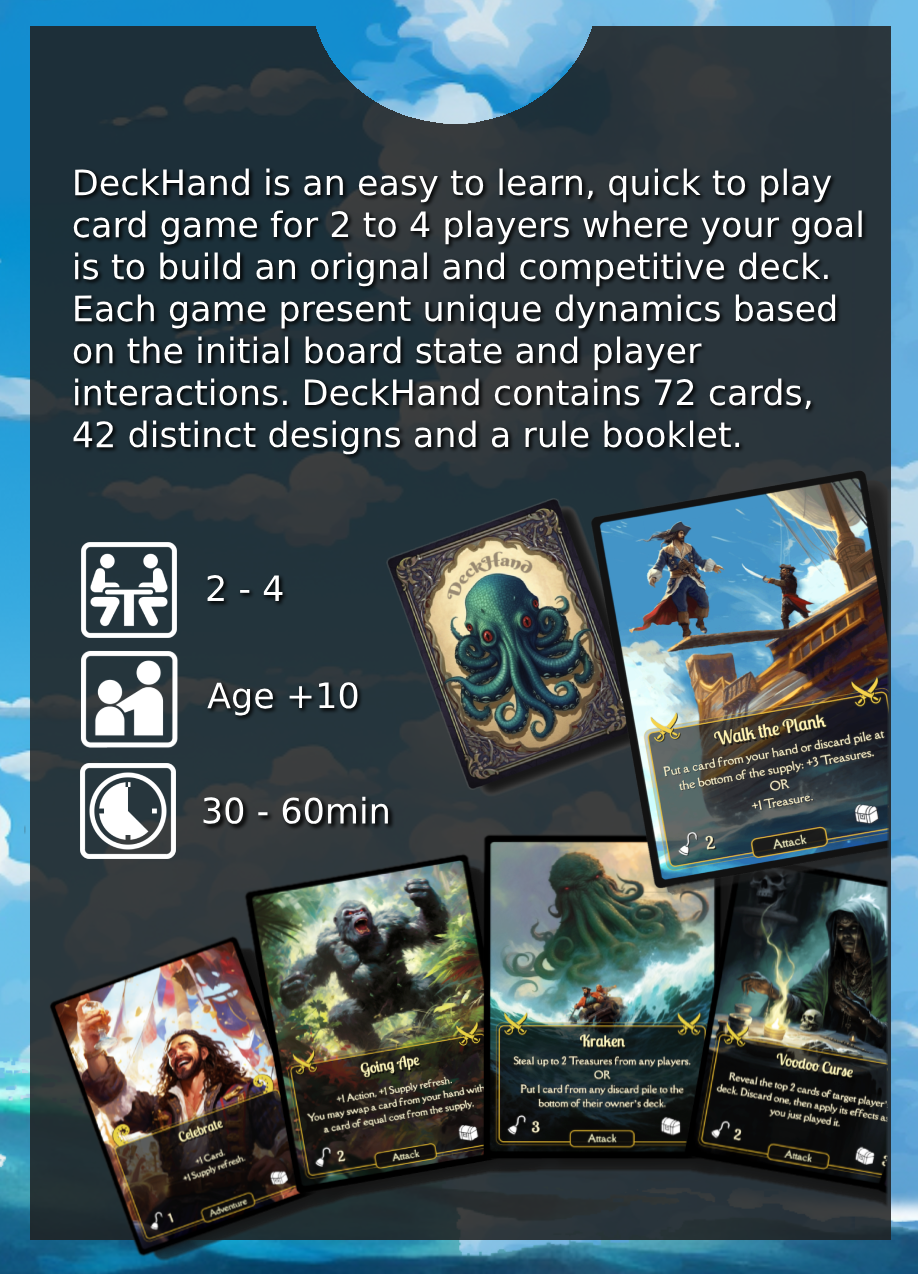 DeckHand is an easy to learn, quick to play
card game for 2 to 4 players where your goal
is to build an orignal and competitive deck.
Each game present unique dynamics based
on the initial board state and player
interactions. DeckHand contains 72 cards,
42 distinct designs and a rule booklet.
2 - 4
Age +10
30 - 60min
DeckHand
Walk the Plank
Put a card from your hand or discard pile at
the bottom of the supply: +3 Treasures.
OR
+1 Treasure.
2
Attack
Celebrate
+1 Card.
+1 Supply refresh.
1
Adventure
Going Ape
+1 Action, +1 Supply refresh.
You may swap a card from your hand with
a card of equal cost from the supply.
2
Attack
Kraken
Steal up to 2 Treasures from any players.
OR
Put 1 card from any discard pile to the
bottom of their owner's deck.
3
Attack
Voodoo Curse
Reveal the top 2 cards of target player'
deck. Discard one, then apply its effects as
you just played it.
2
Attack